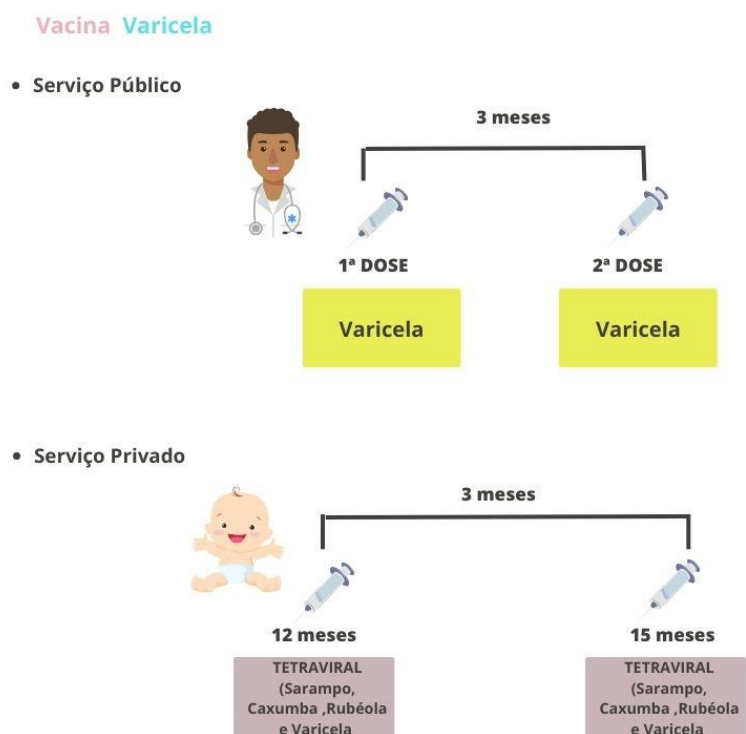 Vacina Varicela
• Serviço Público
3 meses
1ª DOSE
2ª DOSE
Varicela
Varicela
• Serviço Privado
3 meses
12 meses
15 meses
TETRAVIRAL
(Sarampo,
Caxumba ,Rubéola
e Varicela
TETRAVIRAL
(Sarampo,
Caxumba ,Rubéola
e Varicela